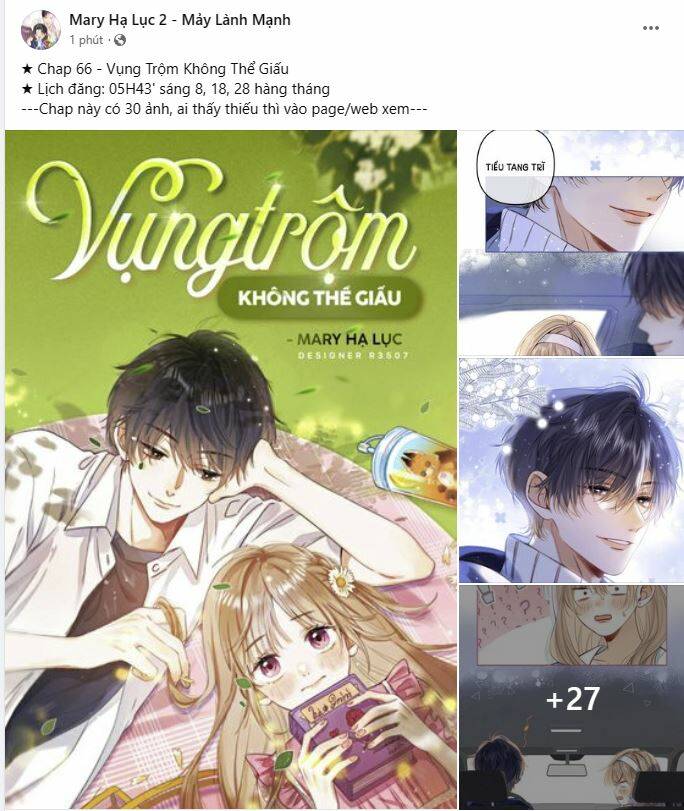 Mary Hạ Lục 2 - Mảy Lành Mạnh
1 phút ·
★ Chap 66 - Vụng Trộm Không Thể Giấu
★ Lịch đăng: 05H43' sáng 8, 18, 28 hàng tháng
---Chap này có 30 ảnh, ai thấy thiếu thì vào page/web xem---
Vụng trộm
KHÔNG THỂ GIẤU
- MARY HẠ LỤC
DESIGNER R3507
TIỂU TANG TRĨ
+27